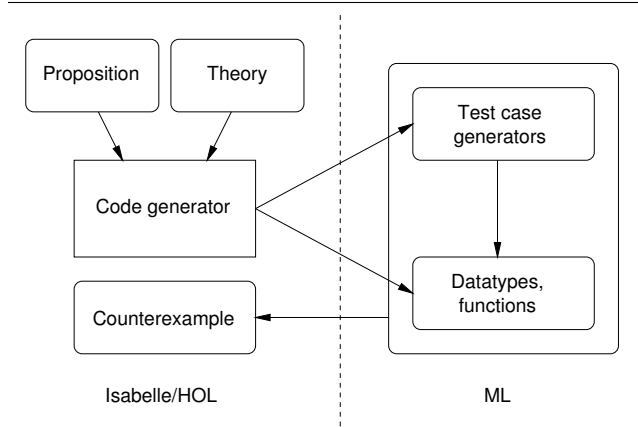 Proposition
Theory
Test case
generators
Code generator
Datatypes,
functions
Counterexample
Isabelle/HOL
ML